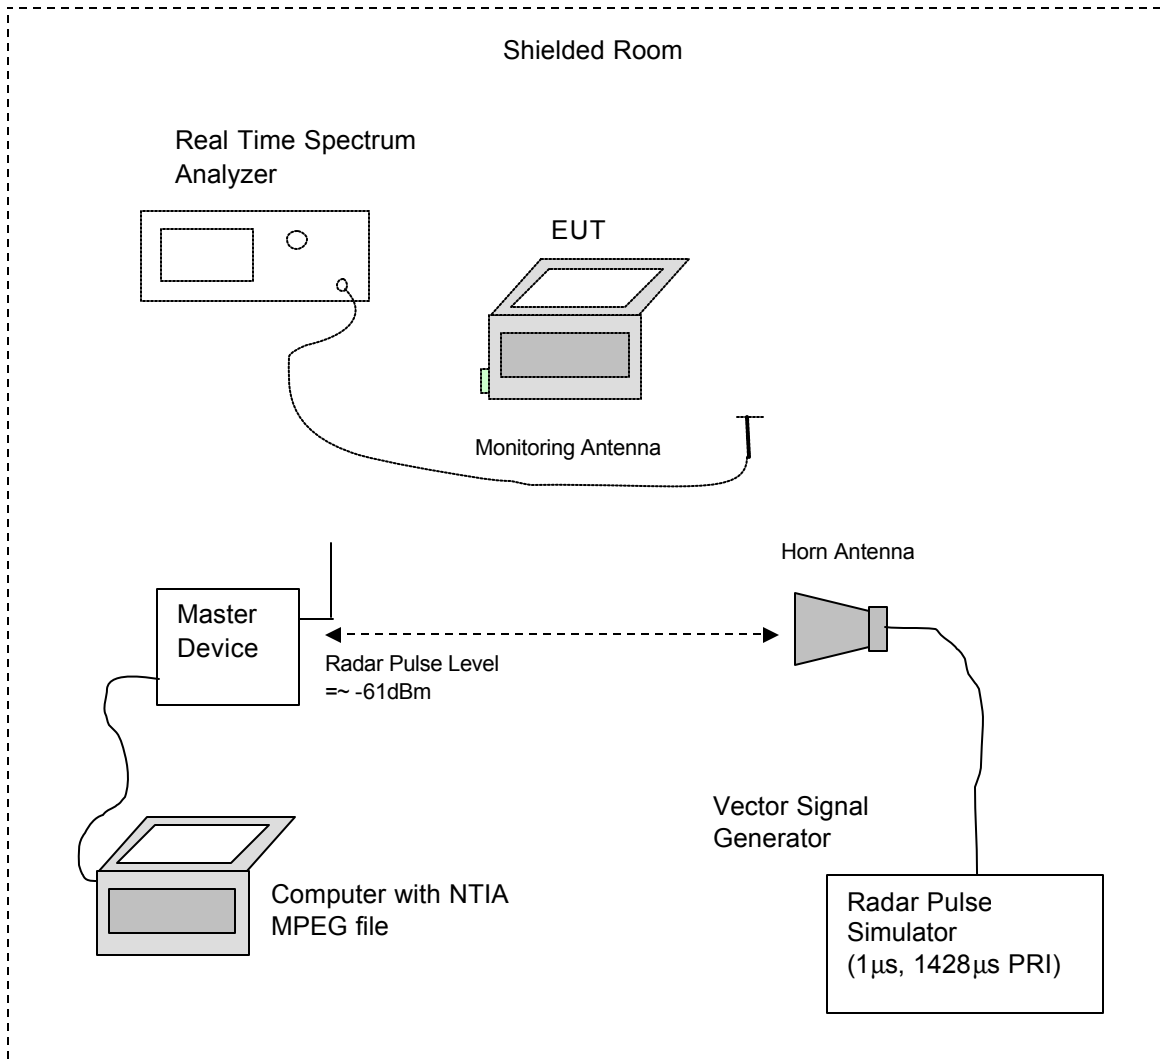 Shielded Room
Real Time Spectrum
Analyzer
EUT
Monitoring Antenna
Horn Antenna
Master
Device
Radar Pulse Level
=~ -61dBm
Vector Signal
Generator
Computer with NTIA
MPEG file
Radar Pulse
Simulator
(1μs, 1428μs PRI)